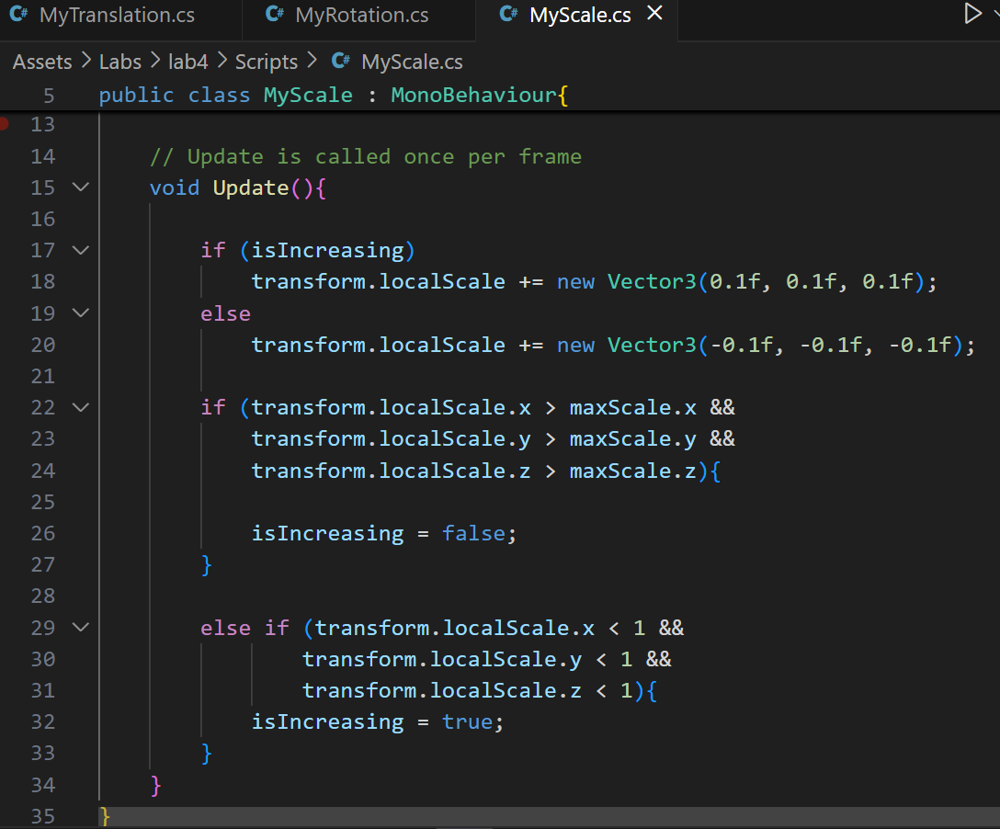 C# MyTranslation.cs C# MyRotation.cs C# MyScale.cs
Assets > Labs > lab4 > Scripts > C# MyScale.cs
5 public class MyScale : MonoBehaviour{
13
14 // Update is called once per frame
15 void Update(){
16
17 if (isIncreasing)
18 transform.localScale += new Vector3(0.1f, 0.1f, 0.1f);
19 else
20 transform.localScale += new Vector3(-0.1f, -0.1f, -0.1f);
21
22 if (transform.localScale.x > maxScale.x &&
23 transform.localScale.y > maxScale.y &&
24 transform.localScale.z > maxScale.z){
25
26 isIncreasing = false;
27 }
28
29 else if (transform.localScale.x < 1 &&
30 transform.localScale.y < 1 &&
31 transform.localScale.z < 1){
32 isIncreasing = true;
33 }
34 }
35 }